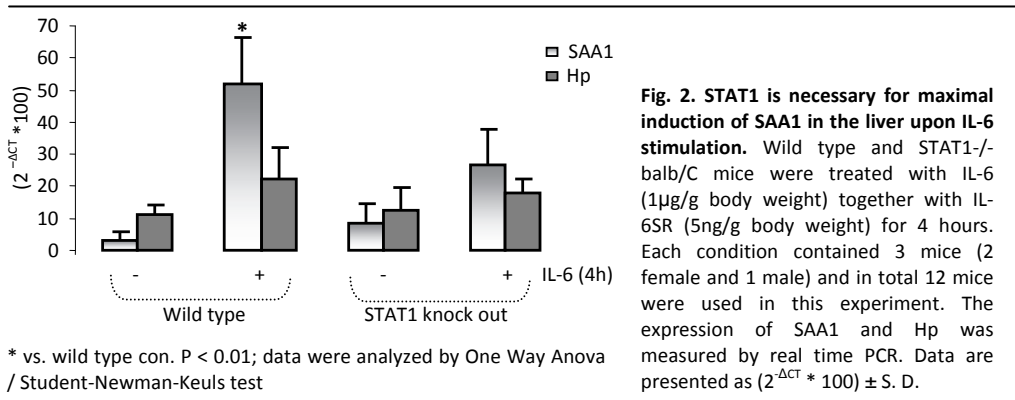 *
70
60
50
40
30
20
10
0
(2 -ΔCT *100)
SAA1
Hp
- + - + IL-6 (4h)
Wild type STAT1 knock out
* vs. wild type con. P < 0.01; data were analyzed by One Way Anova
/ Student-Newman-Keuls test
Fig. 2. STAT1 is necessary for maximal
induction of SAA1 in the liver upon IL-6
stimulation. Wild type and STAT1-/-
balb/C mice were treated with IL-6
(1µg/g body weight) together with IL-
6SR (5ng/g body weight) for 4 hours.
Each condition contained 3 mice (2
female and 1 male) and in total 12 mice
were used in this experiment. The
expression of SAA1 and Hp was
measured by real time PCR. Data are
presented as (2-ΔCT * 100) ± S. D.